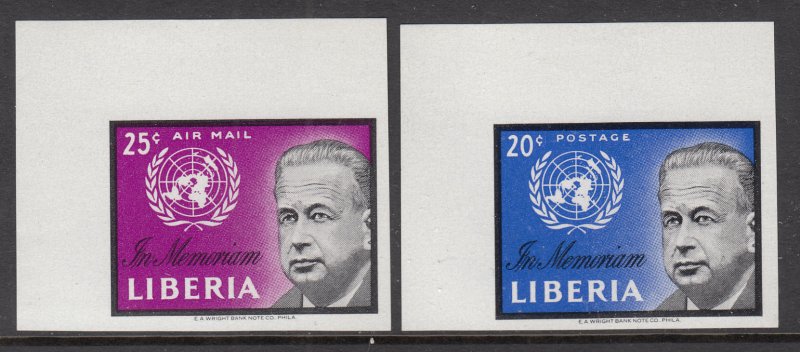 25¢ AIR MAIL
In Memoriam
LIBERIA
E.A. WRIGHT BANK NOTE CO. PHILA.
20¢ POSTAGE
In Memoriam
LIBERIA
E.A. WRIGHT BANK NOTE CO. PHILA.